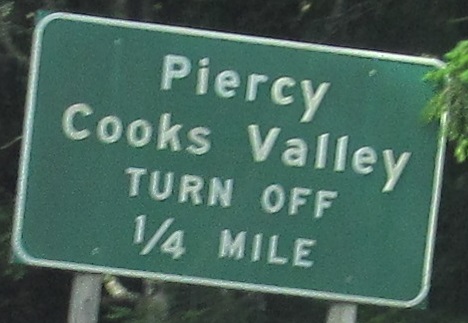 Piercy
Cooks Valley
TURN OFF
1/4 MILE